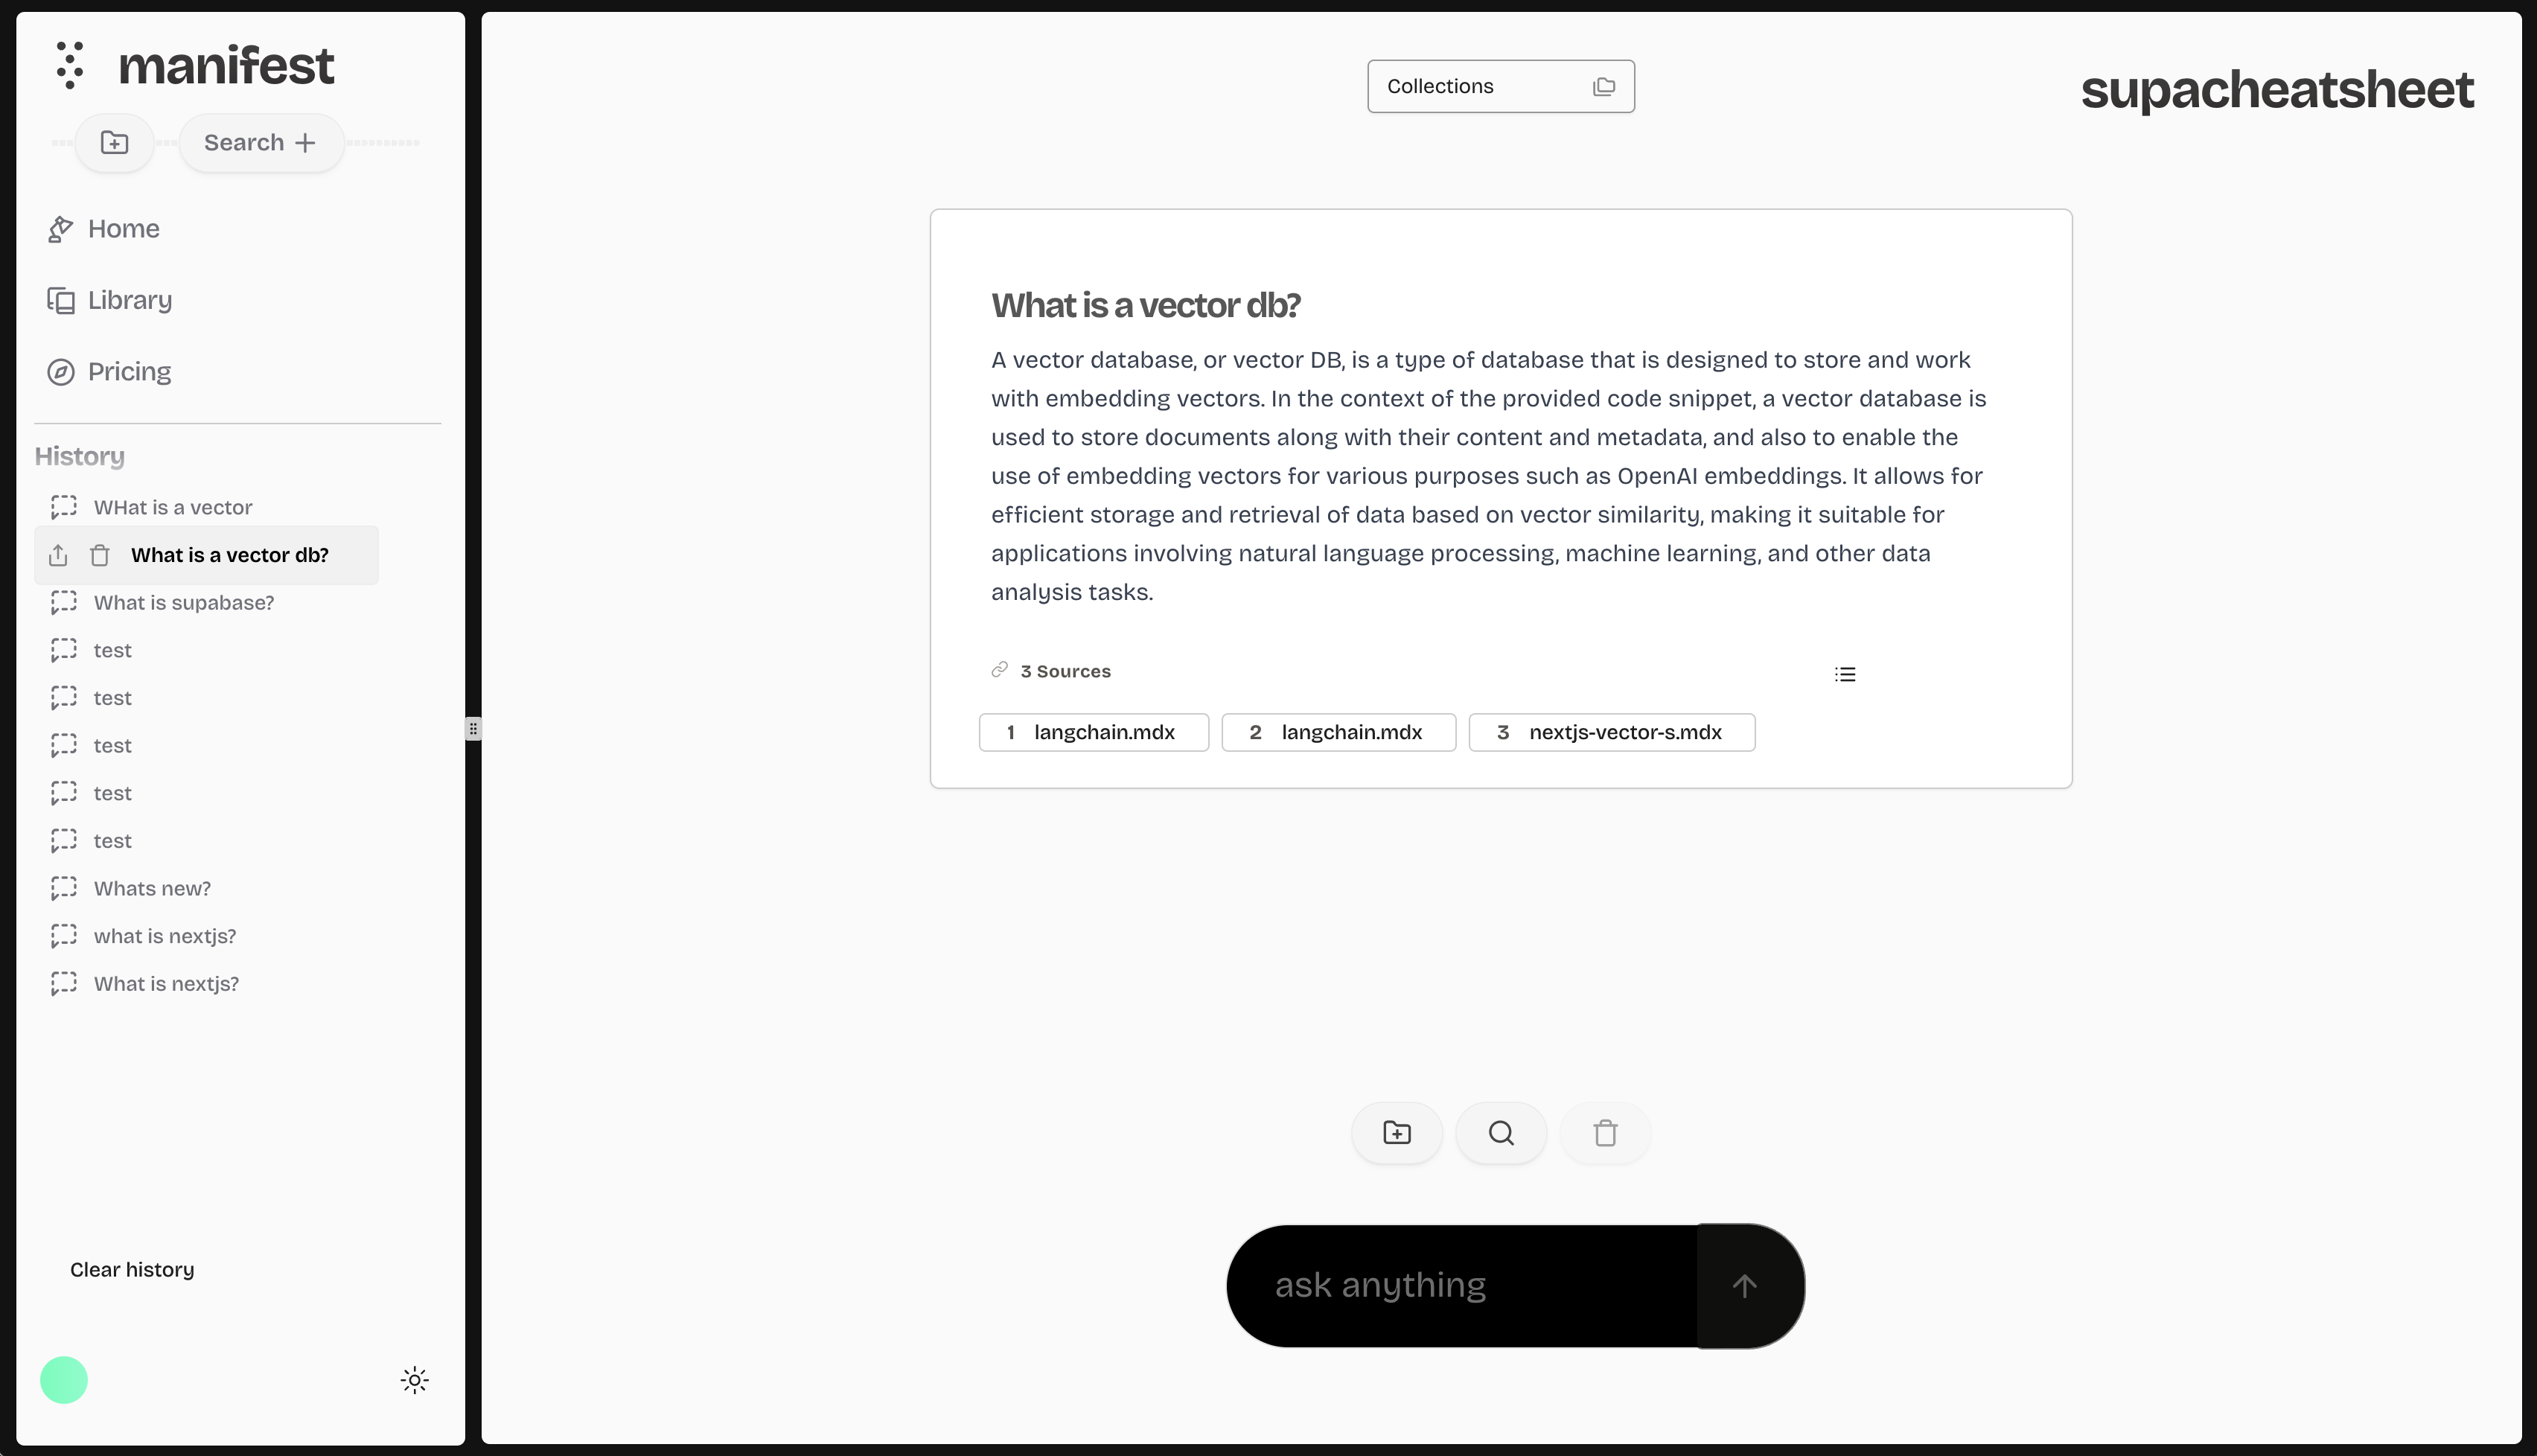 manifest
Search
Home
Library
Pricing
History
WHat is a vector
What is a vector db?
What is supabase?
test
test
test
test
test
Whats new?
what is nextjs?
What is nextjs?
Clear history
Collections
supacheatsheet
What is a vector db?
A vector database, or vector DB, is a type of database that is designed to store and work
with embedding vectors. In the context of the provided code snippet, a vector database is
used to store documents along with their content and metadata, and also to enable the
use of embedding vectors for various purposes such as OpenAI embeddings. It allows for
efficient storage and retrieval of data based on vector similarity, making it suitable for
applications involving natural language processing, machine learning, and other data
analysis tasks.
3 Sources
1 langchain.mdx 2 langchain.mdx 3 nextjs-vector-s.mdx
ask anything